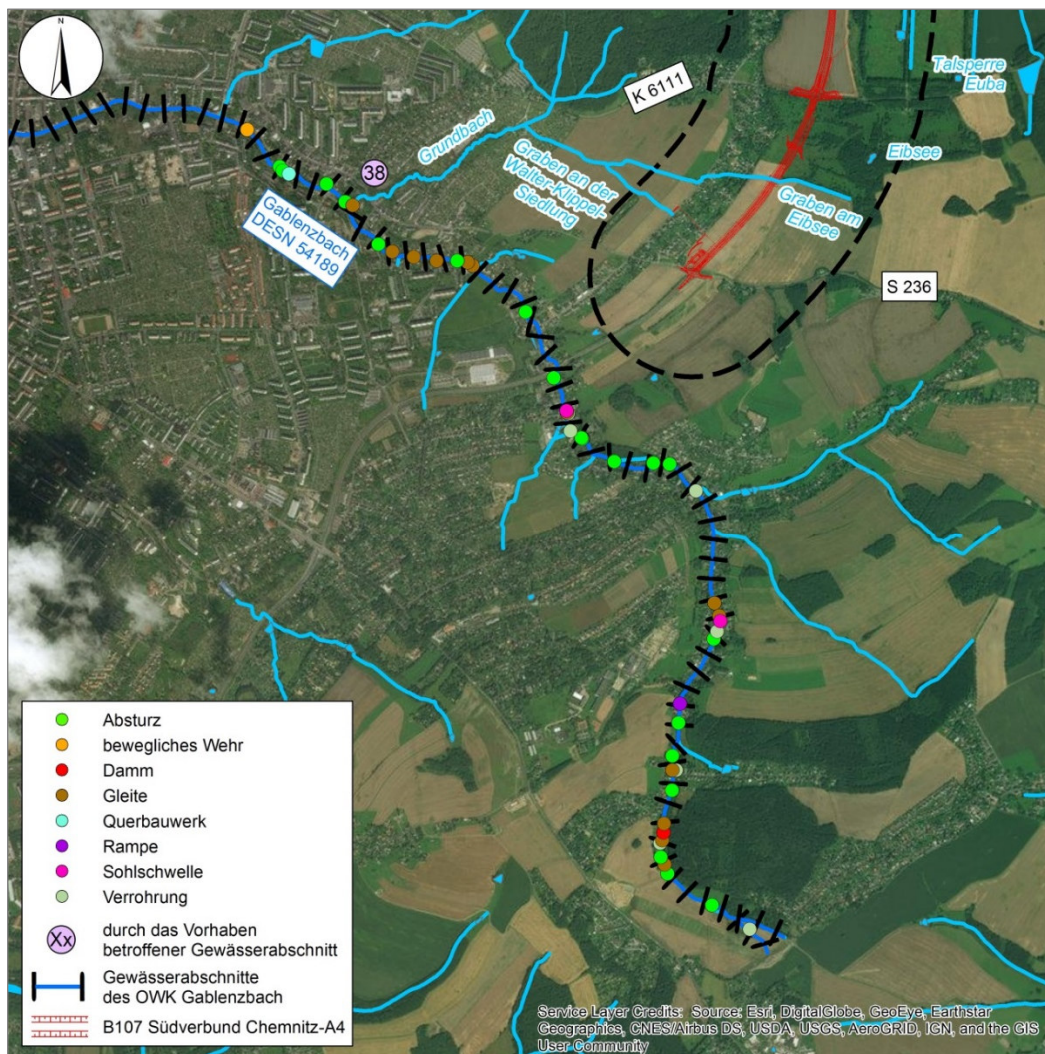 N
K 6111
Talsperre
Euba
Eibsee
Grundbach
Graben an der
Walter-Klippel-
Siedlung
Graben am
Eibsee
38
Gablenzbach
DESN 54189
S 236
Absturz
bewegliches Wehr
Damm
Gleite
Querbauwerk
Rampe
Sohlschwelle
Verrohrung
Xx
durch das Vorhaben
betroffener Gewässerabschnitt
Gewässerabschnitte
des OWK Gablenzbach
B107 Südverbund Chemnitz-A4
Service Layer Credits: Source: Esri, DigitalGlobe, GeoEye, Earthstar
Geographics, CNES/Airbus DS, USDA, USGS, AeroGRID, IGN, and the GIS
User Community